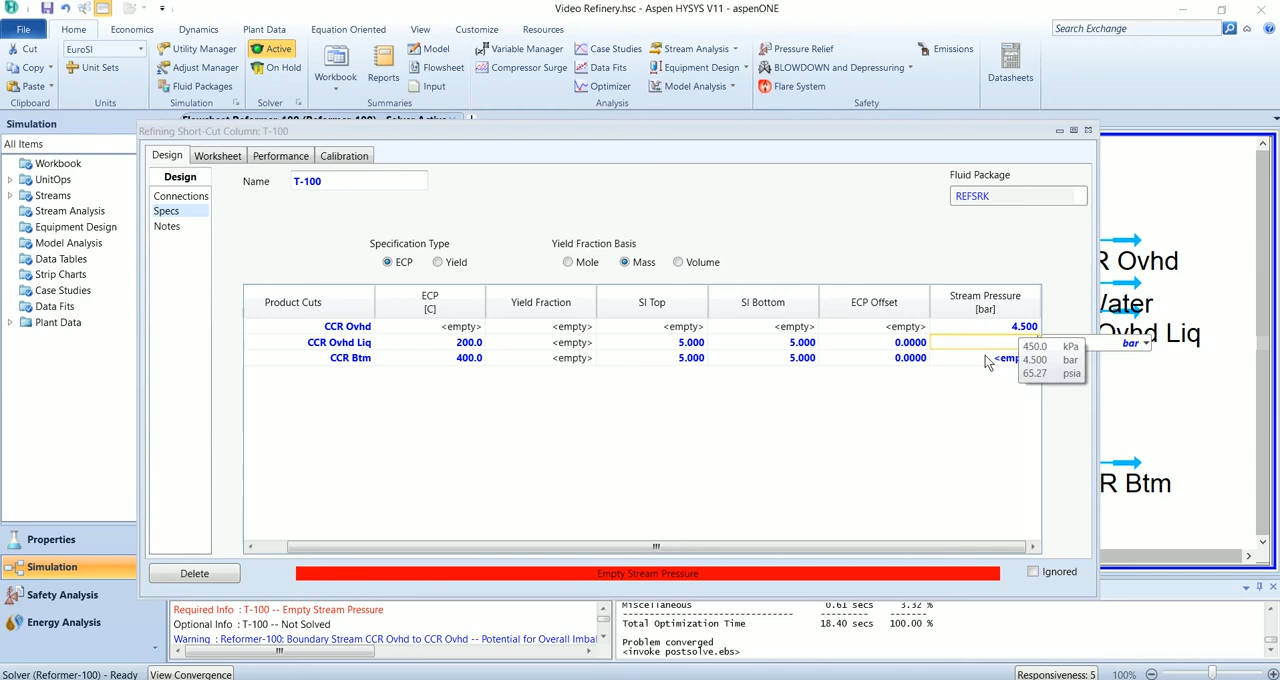 Video Refinery.hsc - Aspen HYSYS V11 - aspenONE
File Home Economics Dynamics Plant Data Equation Oriented View Customize Resources Search Exchange
Cut EuroSI Utility Manager Active Model Variable Manager Case Studies Stream Analysis Pressure Relief Emissions
Copy Unit Sets Adjust Manager On Hold Workbook Reports Flowsheet Compressor Surge Data Fits Equipment Design BLOWDOWN and Depressuring Datasheets
Paste Fluid Packages Input Optimizer Model Analysis Flare System
Clipboard Units Simulation Solver Summaries Analysis Safety
Simulation
All Items
Workbook
UnitOps
Streams
Stream Analysis
Equipment Design
Model Analysis
Data Tables
Strip Charts
Case Studies
Data Fits
Plant Data
Properties
Simulation
Safety Analysis
Energy Analysis
Refining Short-Cut Column: T-100
Design Worksheet Performance Calibration
Design
Connections
Specs
Notes
Name T-100
Fluid Package
REFSRK
Specification Type Yield Fraction Basis
ECP Yield Mole Mass Volume
Product Cuts ECP [C] Yield Fraction SI Top SI Bottom ECP Offset Stream Pressure [bar]
CCR Ovhd <empty> <empty> <empty> <empty> <empty> 4.500
CCR Ovhd Liq 200.0 <empty> 5.000 5.000 0.0000 bar
CCR Btm 400.0 <empty> 5.000 5.000 0.0000
450.0 kPa
4.500 bar
65.27 psia
Delete Empty Stream Pressure Ignored
R Ovhd
Ovhd Liq
R Btm
Required Info : T-100 -- Empty Stream Pressure
Optional Info : T-100 -- Not Solved
Warning : Reformer-100: Boundary Stream CCR Ovhd to CCR Ovhd -- Potential for Overall Imbal
Miscellaneous 0.61 secs 3.32 %
Total Optimization Time 18.40 secs 100.00 %
Problem converged
<invoke postsolve.ebs>
Solver (Reformer-100) - Ready View Convergence Responsiveness: 5 100%